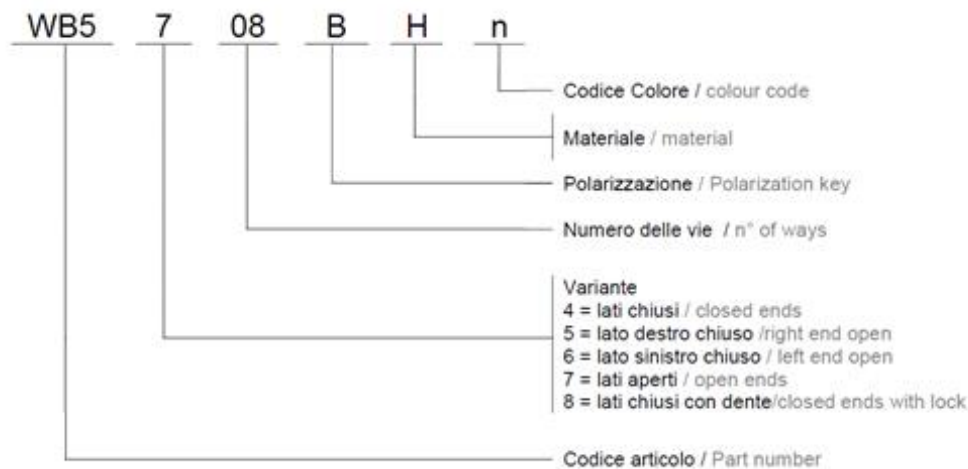 WB5 7 08 B H n
Codice Colore / colour code
Materiale / material
Polarizzazione / Polarization key
Numero delle vie / n° of ways
Variante
4 = lati chiusi / closed ends
5 = lato destro chiuso /right end open
6 = lato sinistro chiuso / left end open
7 = lati aperti / open ends
8 = lati chiusi con dente/closed ends with lock
Codice articolo / Part number